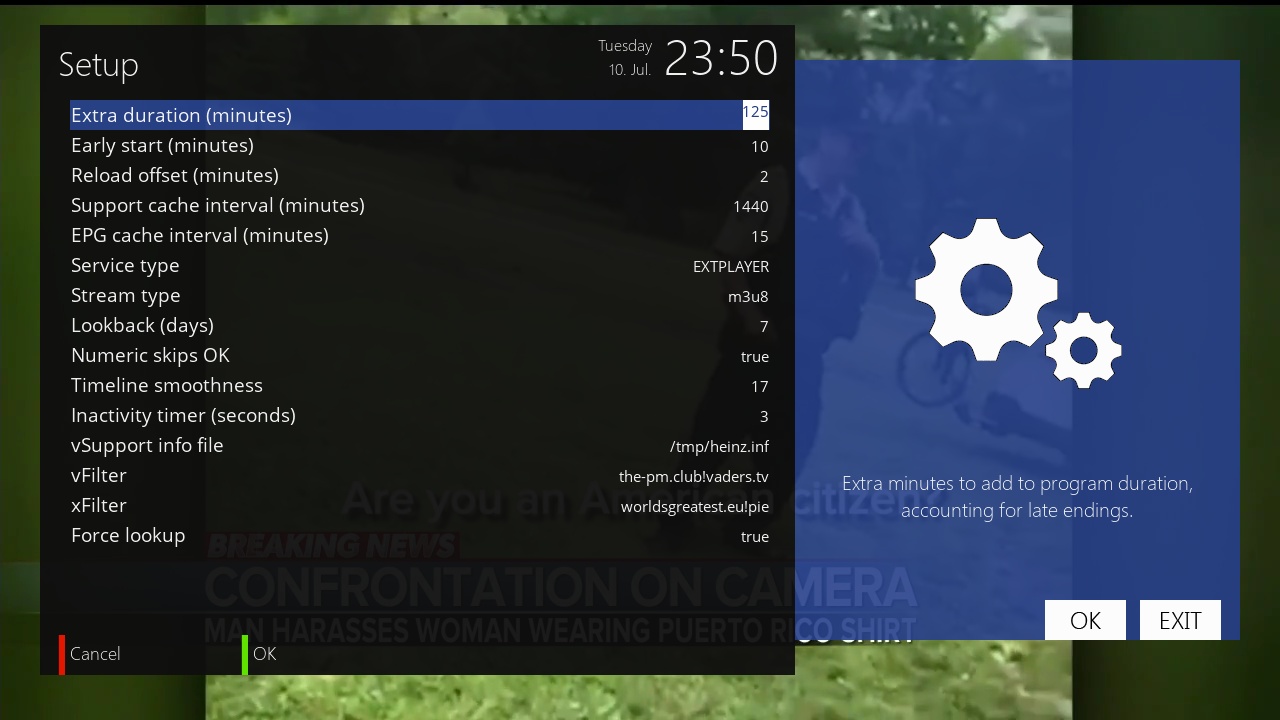 Setup
Tuesday
10. Jul.
23:50
Extra duration (minutes) 125
Early start (minutes) 10
Reload offset (minutes) 2
Support cache interval (minutes) 1440
EPG cache interval (minutes) 15
Service type EXTPLAYER
Stream type m3u8
Lookback (days) 7
Numeric skips OK true
Timeline smoothness 17
Inactivity timer (seconds) 3
vSupport info file /tmp/heinz.inf
vFilter the-pm.club!vaders.tv
xFilter worldsgreatest.eu!pie
Force lookup true
Are you an American citizen?
BREAKING NEWS
CONFRONTATION ON CAMERA
MAN HARASSES WOMAN WEARING PUERTO RICO SHIRT
Cancel
OK
Extra minutes to add to program duration,
accounting for late endings.
OK
EXIT